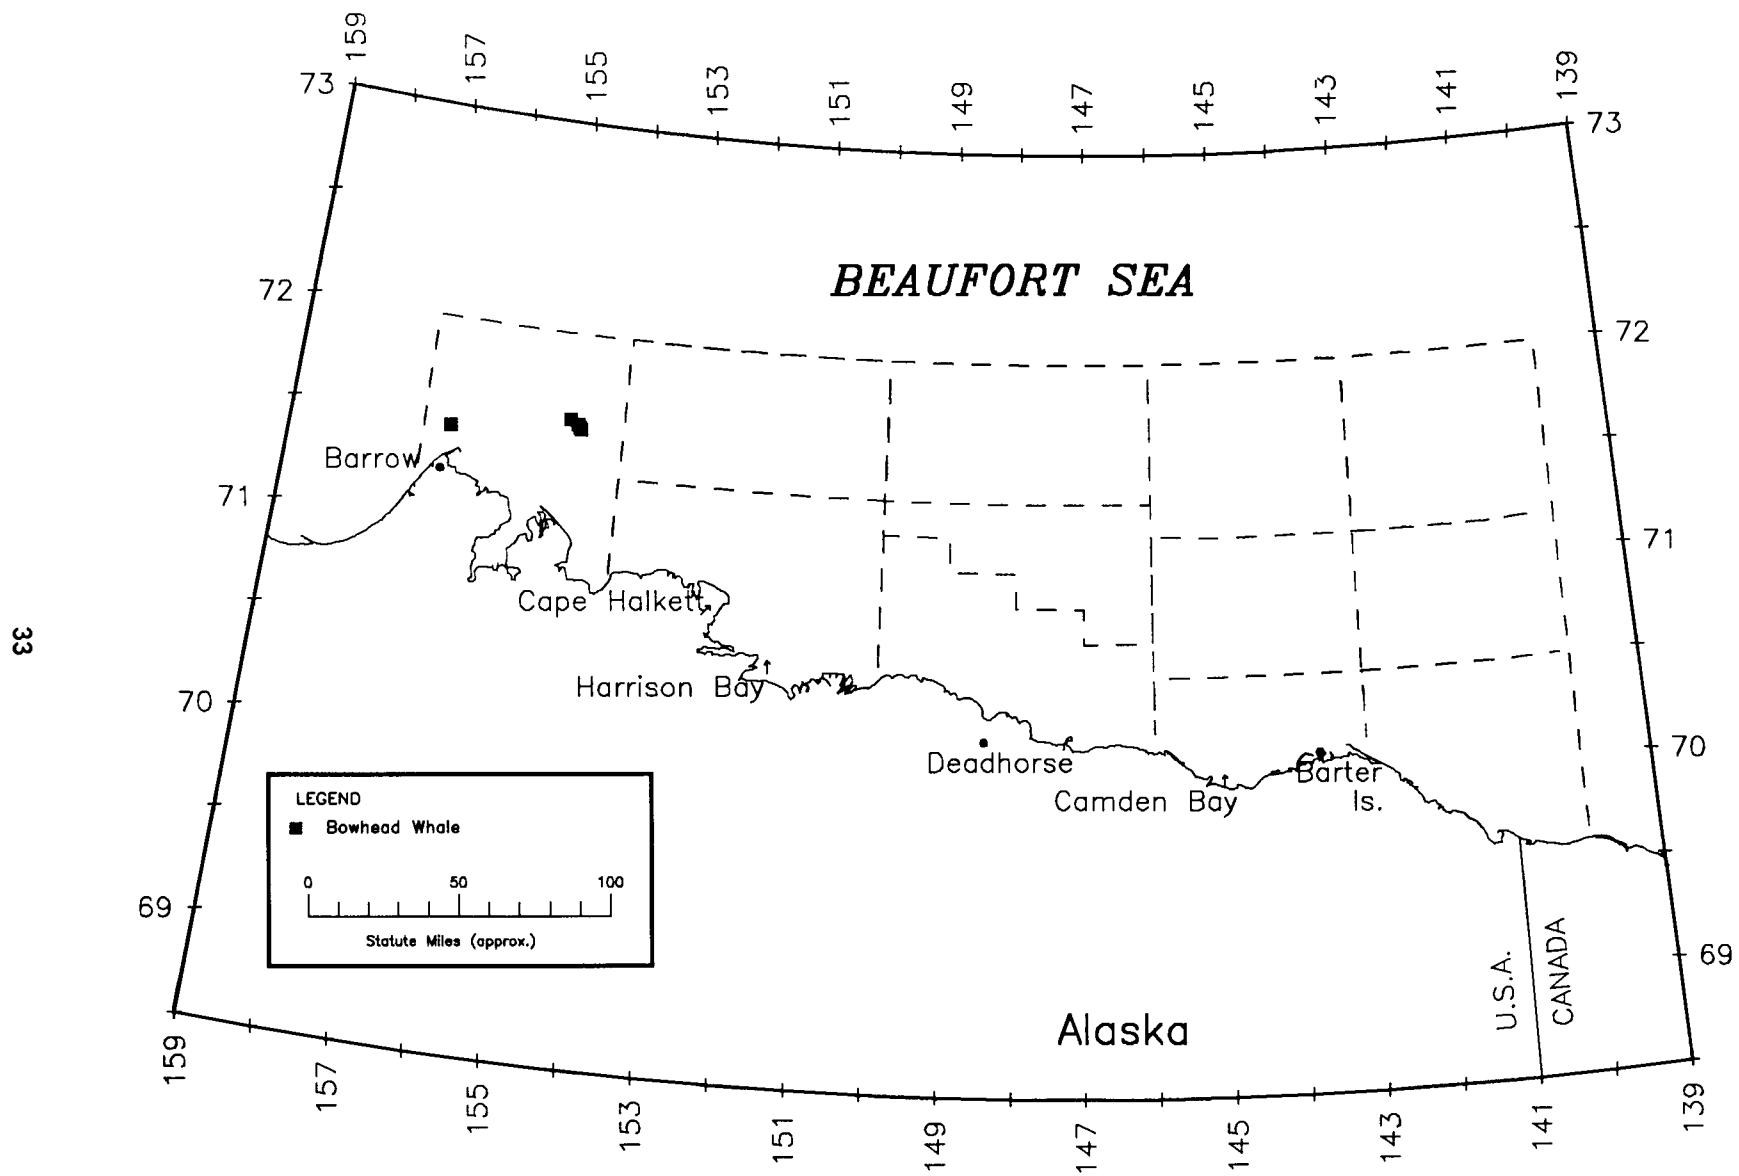 159
157
155
153
151
149
147
145
143
141
139
73
73
BEAUFORT SEA
72
72
Barrow
71
71
Cape Halkett
33
Harrison Bay
70
70
Deadhorse
Barter
Is.
Camden Bay
LEGEND
Bowhead Whale
0 50 100
Statute Miles (approx.)
69
69
U.S.A.
CANADA
Alaska
159
157
155
153
151
149
147
145
143
141
139